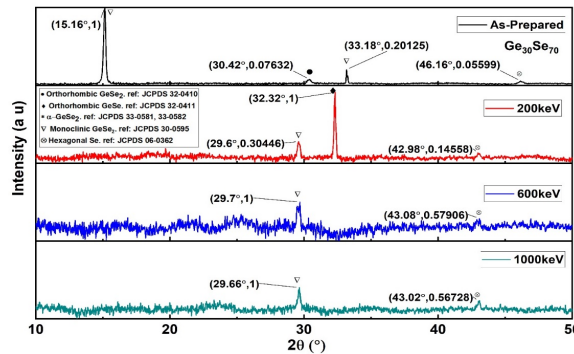 (15.16°,1)
As-Prepared
Ge30Se70
(33.18°,0.20125)
(30.42°,0.07632)
(46.16°,0.05599)
Orthorhombic GeSe2. ref: JCPDS 32-0410
Orthorhombic GeSe. ref: JCPDS 32-0411
α-GeSe2. ref: JCPDS 33-0581, 33-0582
Monoclinic GeSe2. ref: JCPDS 30-0595
Hexagonal Se. ref: JCPDS 06-0362
(32.32°,1)
200keV
(29.6°,0.30446)
(42.98°,0.14558)
600keV
(29.7°,1)
(43.08°,0.57906)
1000keV
(29.66°,1)
(43.02°,0.56728)
Intensity (a u)
10 20 30 40 50
2θ (°)